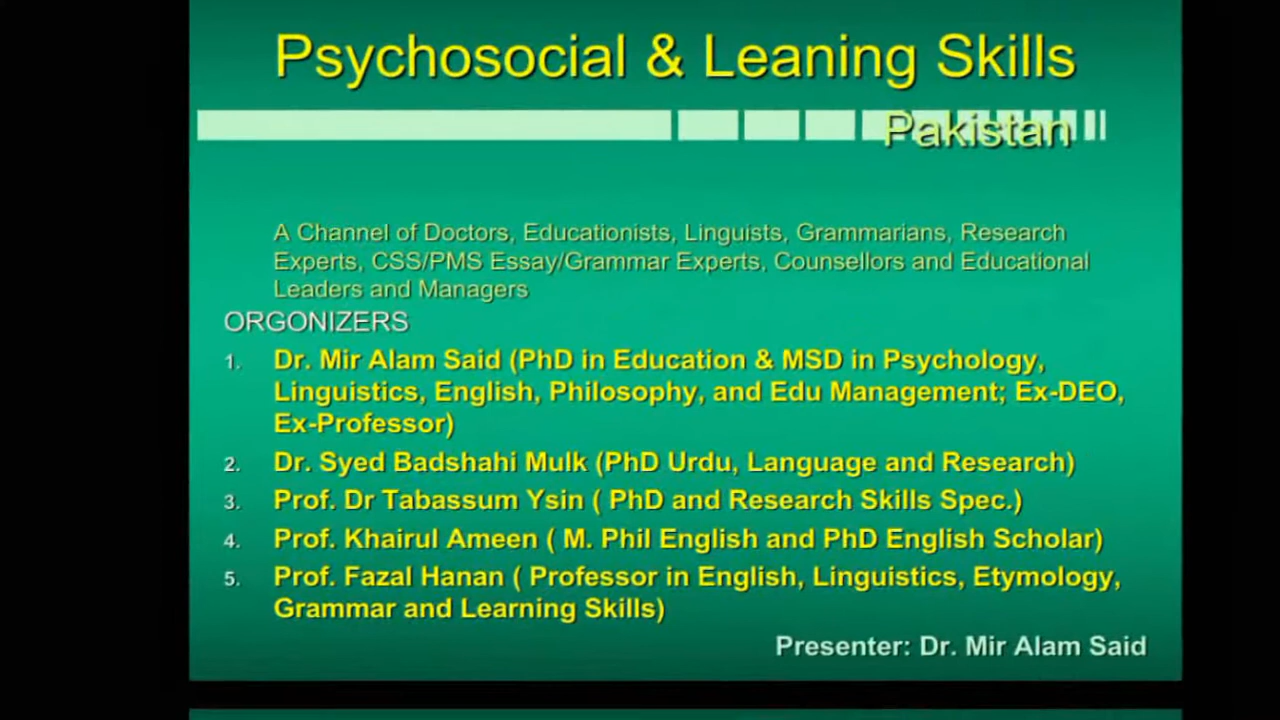 Psychosocial & Leaning Skills
Pakistan
A Channel of Doctors, Educationists, Linguists, Grammarians, Research
Experts, CSS/PMS Essay/Grammar Experts, Counsellors and Educational
Leaders and Managers
ORGONIZERS
1. Dr. Mir Alam Said (PhD in Education & MSD in Psychology,
Linguistics, English, Philosophy, and Edu Management; Ex-DEO,
Ex-Professor)
2. Dr. Syed Badshahi Mulk (PhD Urdu, Language and Research)
3. Prof. Dr Tabassum Ysin ( PhD and Research Skills Spec.)
4. Prof. Khairul Ameen ( M. Phil English and PhD English Scholar)
5. Prof. Fazal Hanan ( Professor in English, Linguistics, Etymology,
Grammar and Learning Skills)
Presenter: Dr. Mir Alam Said